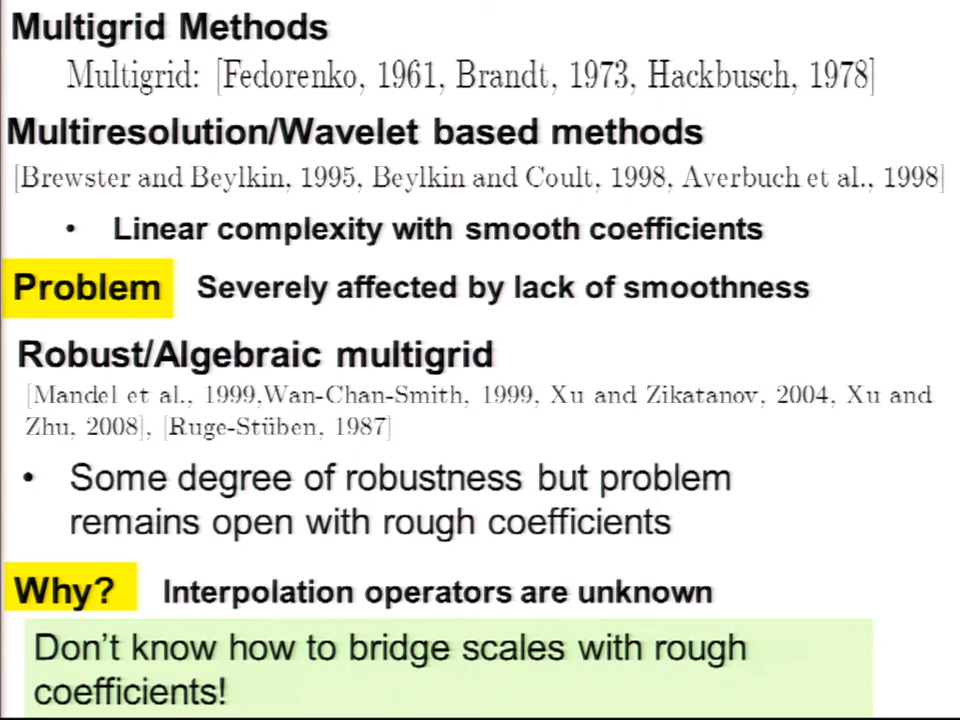 Multigrid Methods
Multigrid: [Fedorenko, 1961, Brandt, 1973, Hackbusch, 1978]
Multiresolution/Wavelet based methods
[Brewster and Beylkin, 1995, Beylkin and Coult, 1998, Averbuch et al., 1998]
• Linear complexity with smooth coefficients
Problem Severely affected by lack of smoothness
Robust/Algebraic multigrid
[Mandel et al., 1999,Wan-Chan-Smith, 1999, Xu and Zikatanov, 2004, Xu and
Zhu, 2008], [Ruge-Stüben, 1987]
• Some degree of robustness but problem
remains open with rough coefficients
Why? Interpolation operators are unknown
Don't know how to bridge scales with rough
coefficients!